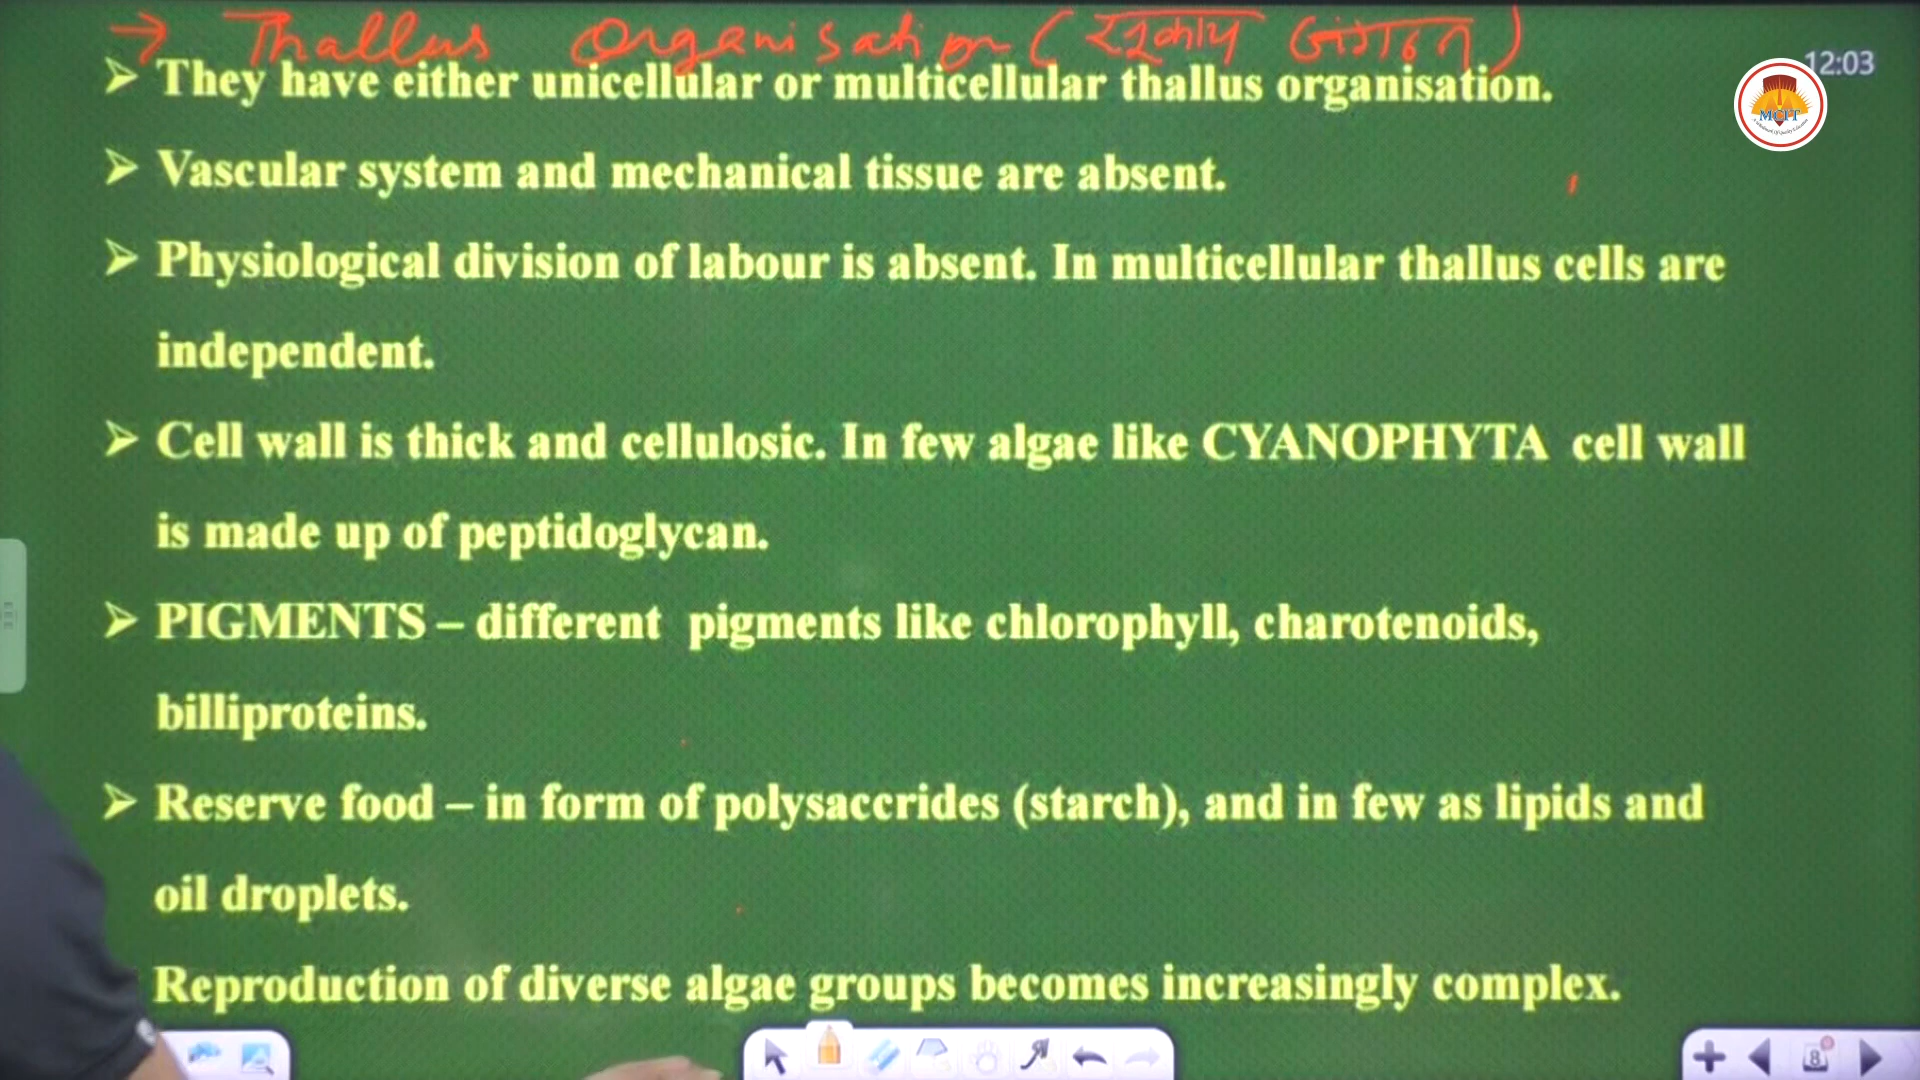 → Thallus Organisation (सूकाय संगठन)
12:03
➢ They have either unicellular or multicellular thallus organisation.
MCPT
➢ Vascular system and mechanical tissue are absent.
➢ Physiological division of labour is absent. In multicellular thallus cells are
independent.
➢ Cell wall is thick and cellulosic. In few algae like CYANOPHYTA cell wall
is made up of peptidoglycan.
➢ PIGMENTS – different pigments like chlorophyll, charotenoids,
billiproteins.
➢ Reserve food – in form of polysaccrides (starch), and in few as lipids and
oil droplets.
Reproduction of diverse algae groups becomes increasingly complex.
8